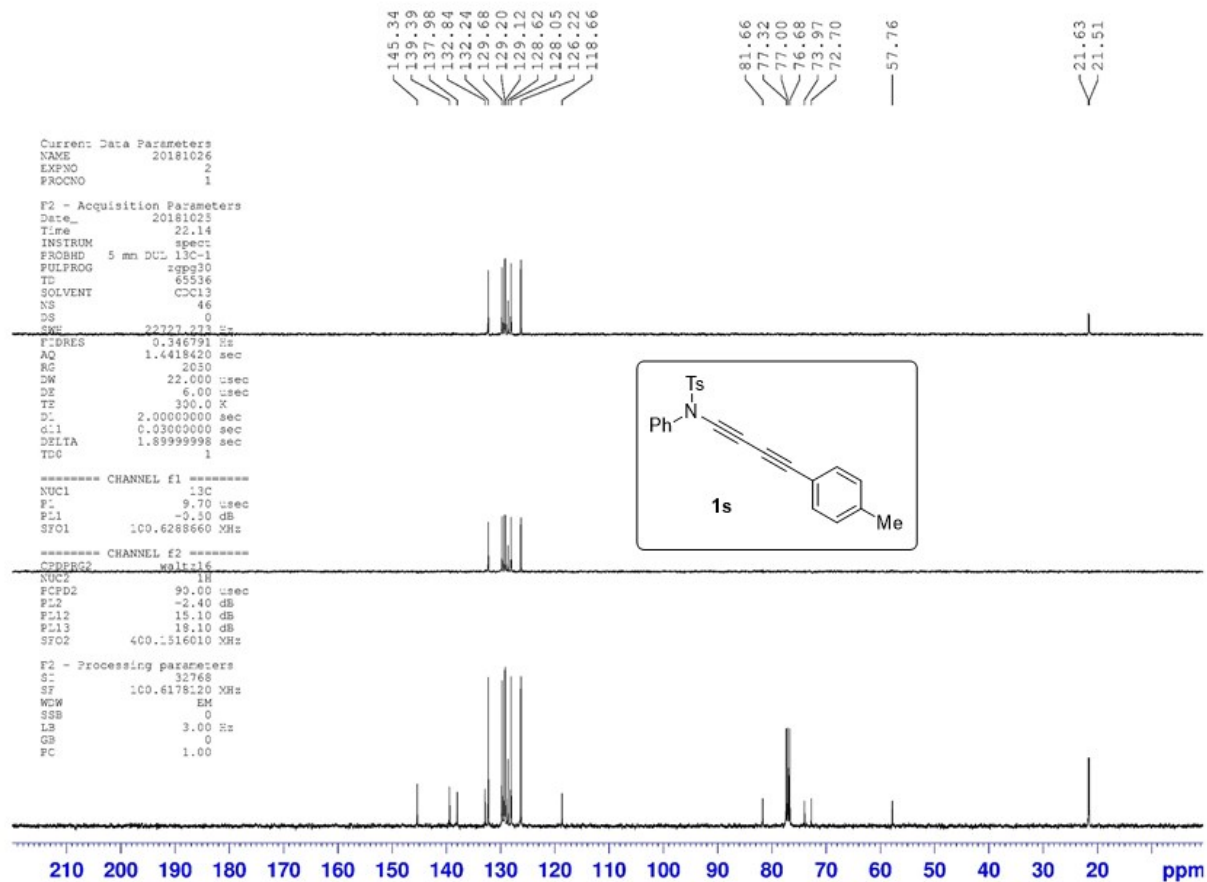 145.34
139.39
137.98
132.84
132.24
129.68
129.20
129.12
128.62
128.05
126.22
118.66
81.66
77.32
77.00
76.68
73.97
72.70
57.76
21.63
21.51
Current Data Parameters
NAME 20181026
EXPNO 2
PROCNO 1
F2 - Acquisition Parameters
Date_ 20181025
Time 22.14
INSTRUM spect
PROBHD 5 mm DUL 13C-1
PULPROG zgpg30
TD 65536
SOLVENT CDCl3
NS 46
DS 0
SWH 22727.273 Hz
FIDRES 0.346791 Hz
AQ 1.4418420 sec
RG 2050
DW 22.000 usec
DE 6.00 usec
TE 300.0 K
D1 2.00000000 sec
d11 0.03000000 sec
DELTA 1.89999998 sec
TD0 1
======== CHANNEL f1 ========
NUC1 13C
P1 9.70 usec
PL1 -0.50 dB
SFO1 100.6288660 MHz
======== CHANNEL f2 ========
CPDPRG2 waltz16
NUC2 1H
PCPD2 90.00 usec
PL2 -2.40 dB
PL12 15.10 dB
PL13 18.10 dB
SFO2 400.1516010 MHz
F2 - Processing parameters
SI 32768
SF 100.6178120 MHz
WDW EM
SSB 0
LB 3.00 Hz
GB 0
PC 1.00
Ts
Ph N
1s
Me
210 200 190 180 170 160 150 140 130 120 110 100 90 80 70 60 50 40 30 20 ppm